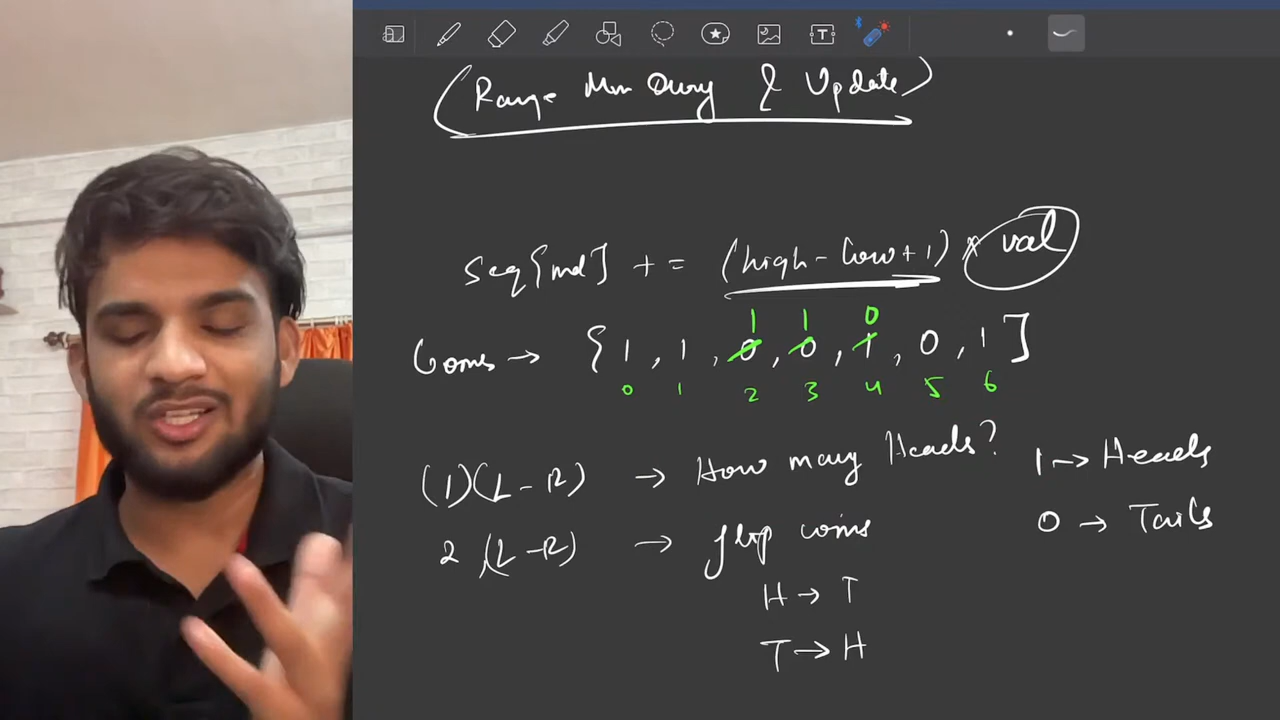 (Range Min Query & Update)
seg[ind] += (high - low + 1) × val
1 1 0
Coins → {1, 1, 0, 0, 1, 0, 1]
0 1 2 3 4 5 6
(1) (L - R) → How many Heads?
1 → Heads
2 (L - R) → flip coins
0 → Tails
H → T
T → H